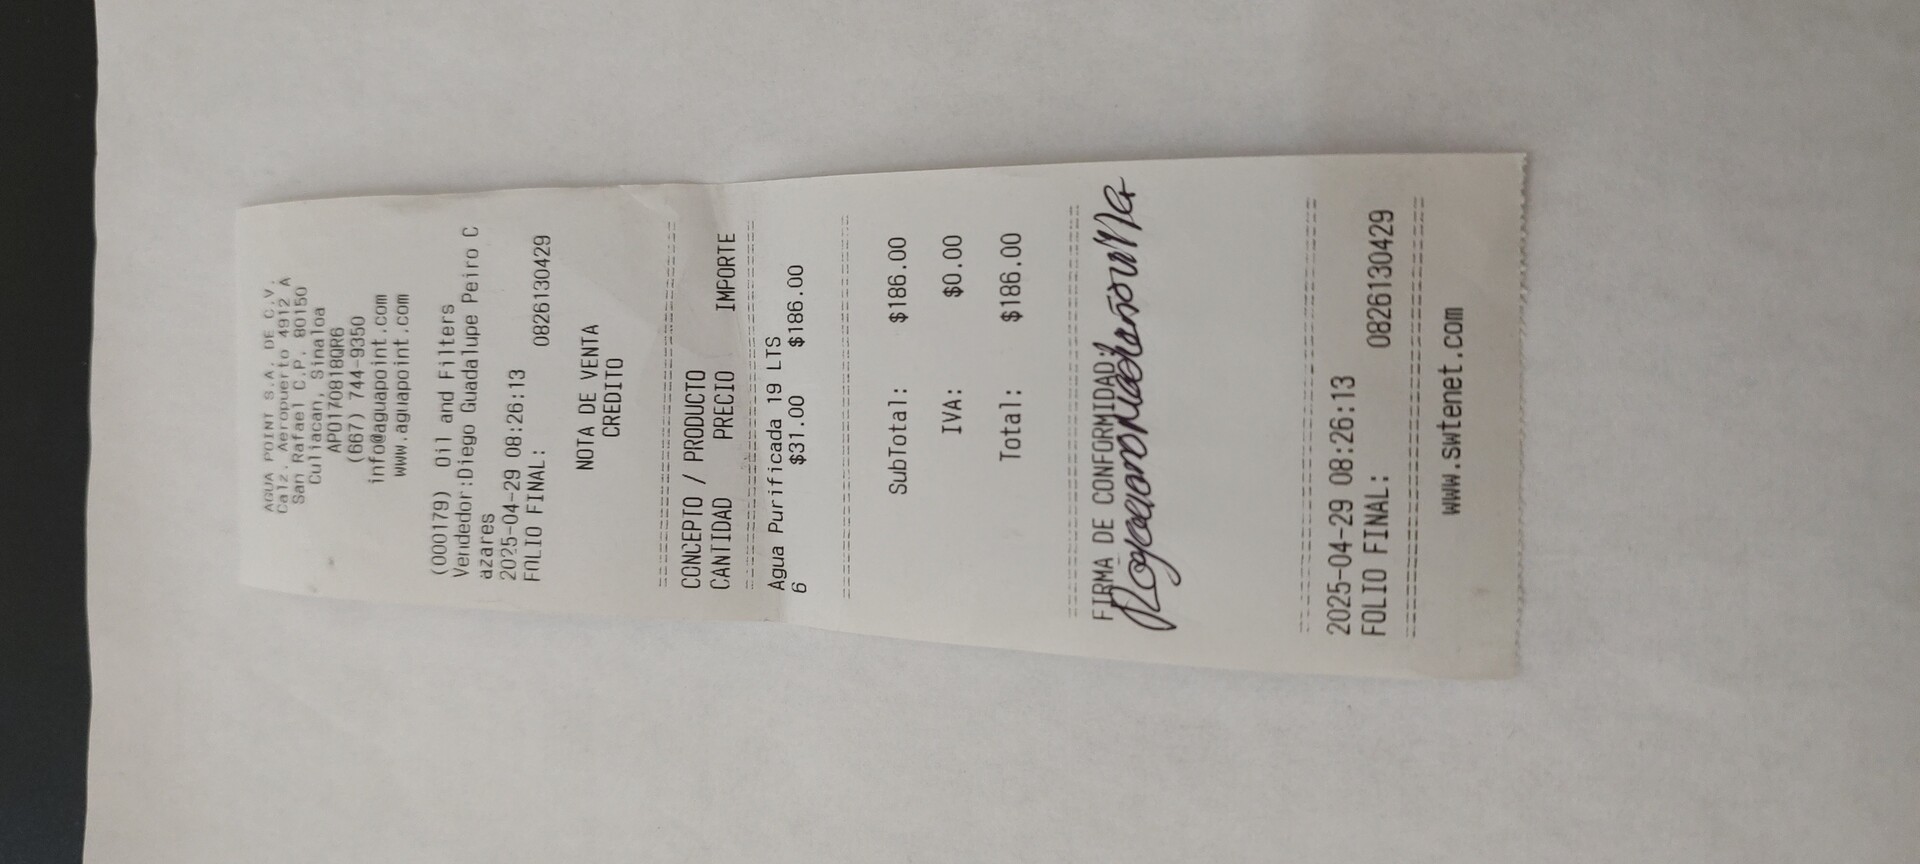 AGUA POINT S.A. DE C.V.
Calz. Aeropuerto 4912 A
San Rafael C.P. 80150
Culiacan, Sinaloa
APO170818QR6
(667) 744-9350
info@aguapoint.com
www.aguapoint.com
(000179) Oil and Filters
Vendedor:Diego Guadalupe Peiro C
azares
2025-04-29 08:26:13
FOLIO FINAL: 0826130429
NOTA DE VENTA
CREDITO
CONCEPTO / PRODUCTO
CANTIDAD PRECIO IMPORTE
Agua Purificada 19 LTS
6 $31.00 $186.00
SubTotal: $186.00
IVA: $0.00
Total: $186.00
FIRMA DE CONFORMIDAD:
2025-04-29 08:26:13
FOLIO FINAL: 0826130429
www.swtenet.com